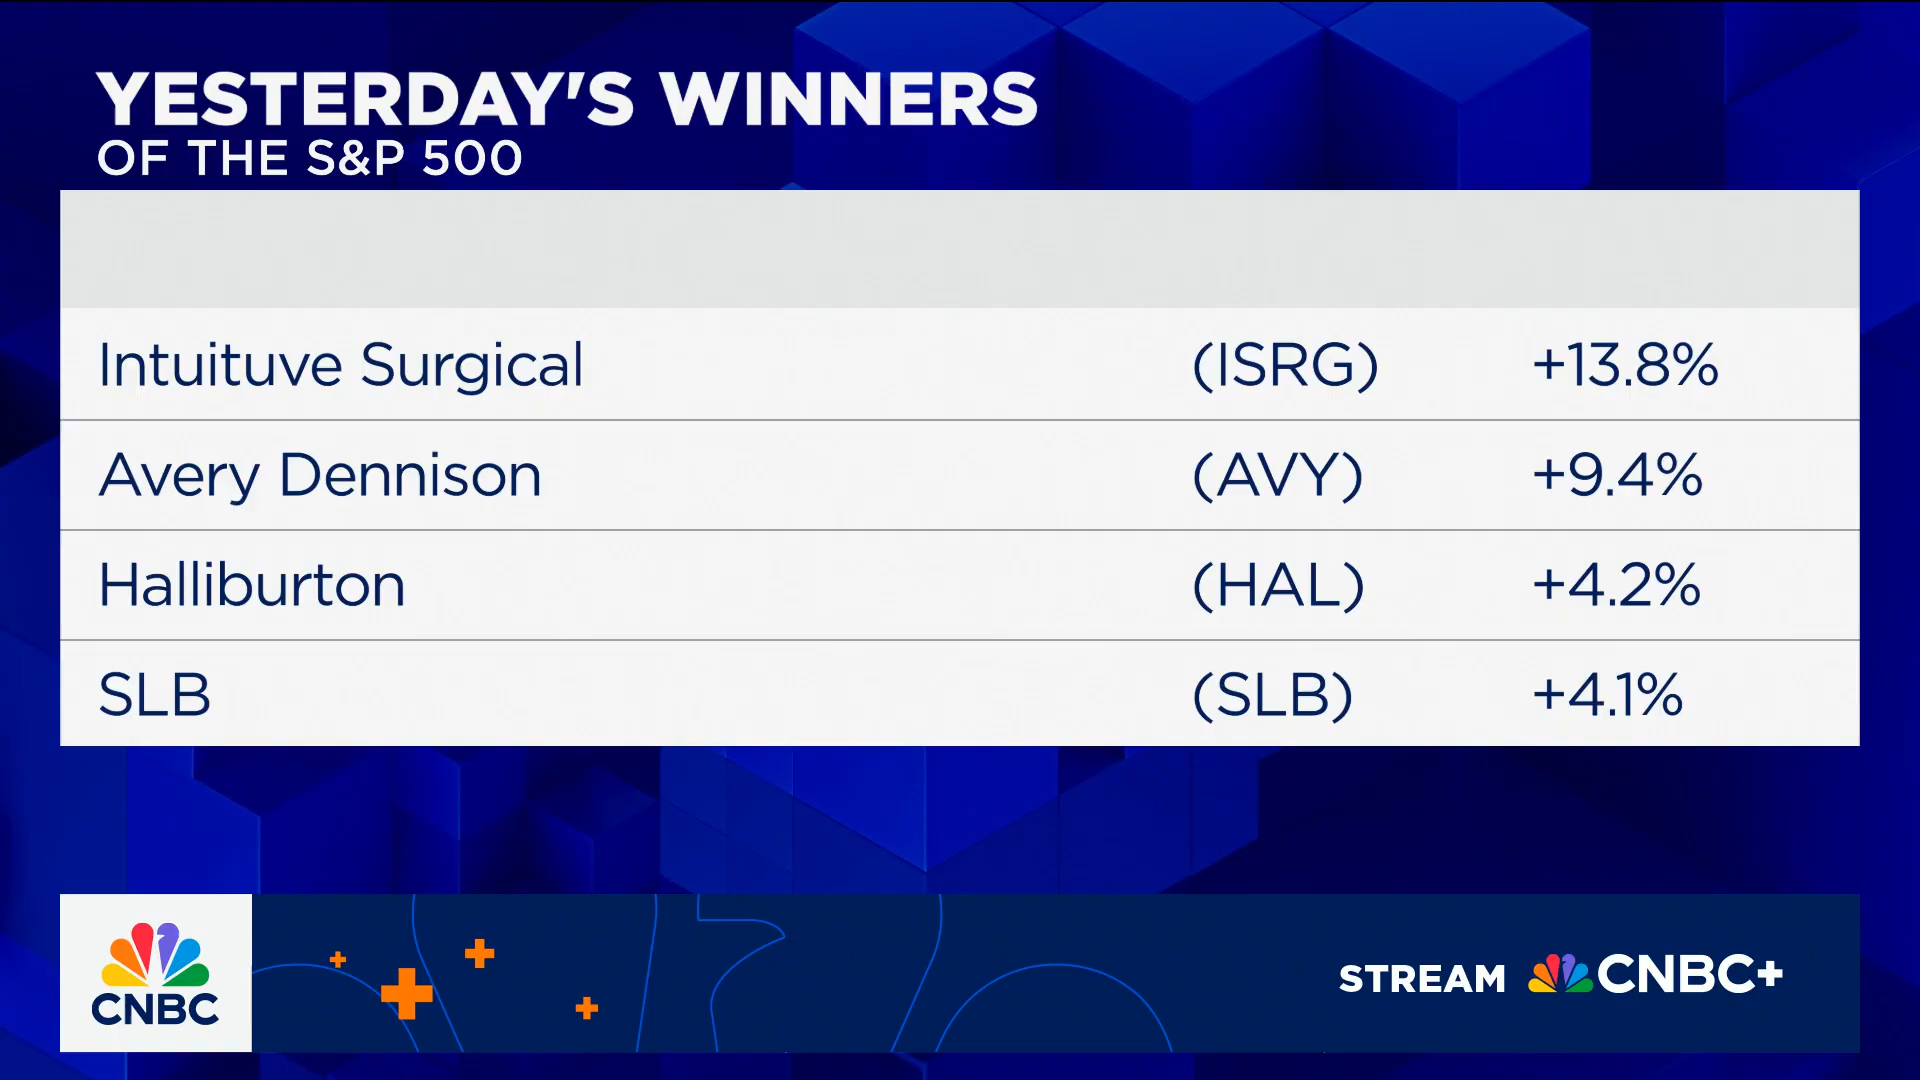 YESTERDAY'S WINNERS
OF THE S&P 500
Intuituve Surgical (ISRG) +13.8%
Avery Dennison (AVY) +9.4%
Halliburton (HAL) +4.2%
SLB (SLB) +4.1%
CNBC
STREAM CNBC+